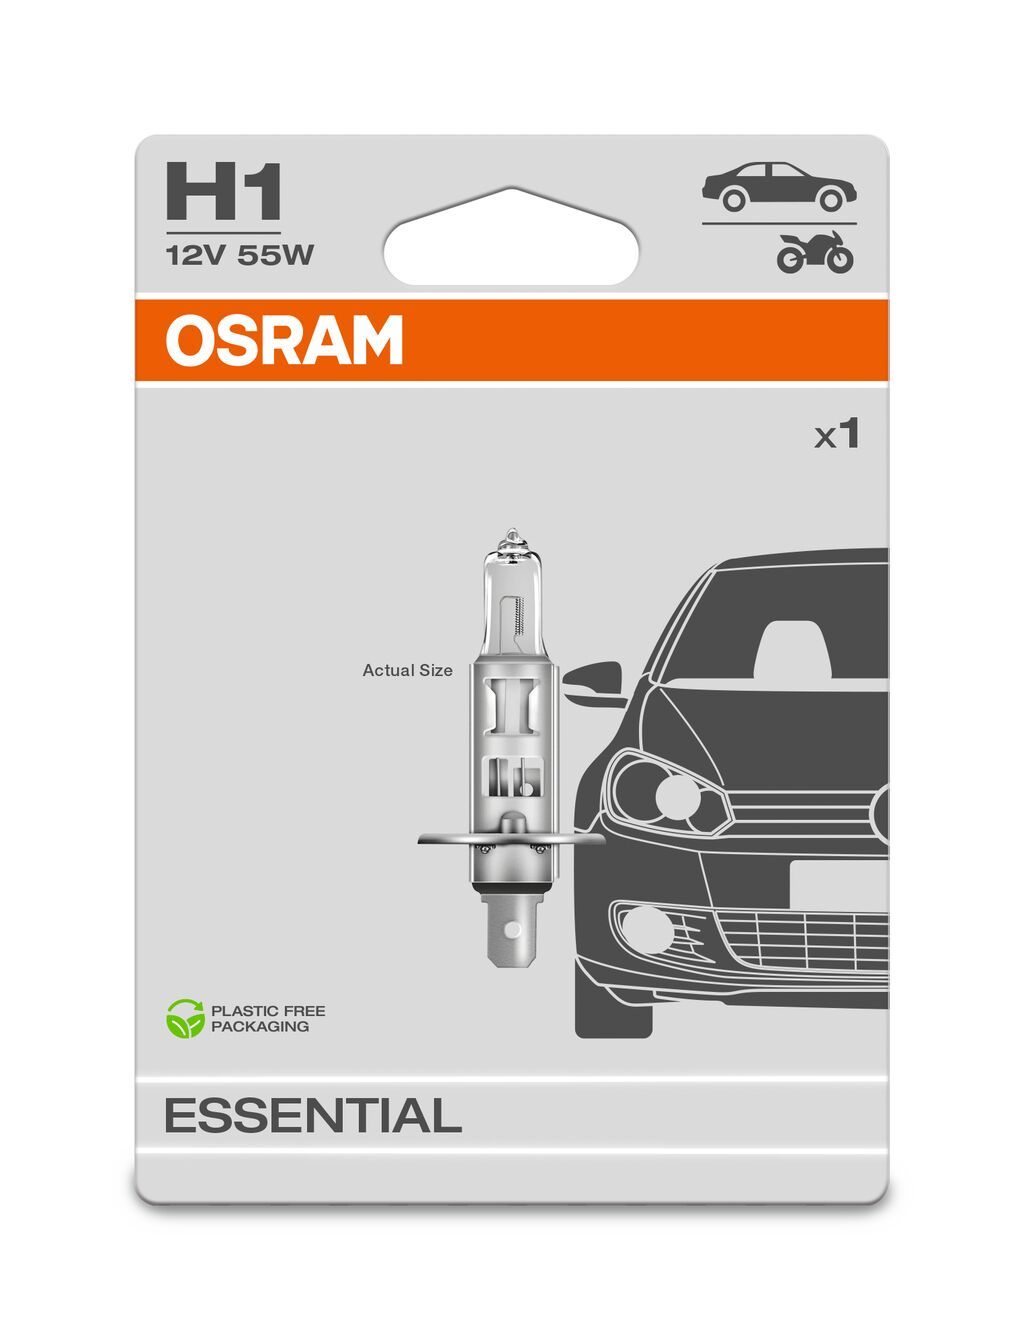 H1
12V 55W
OSRAM
x1
Actual Size
PLASTIC FREE
PACKAGING
ESSENTIAL